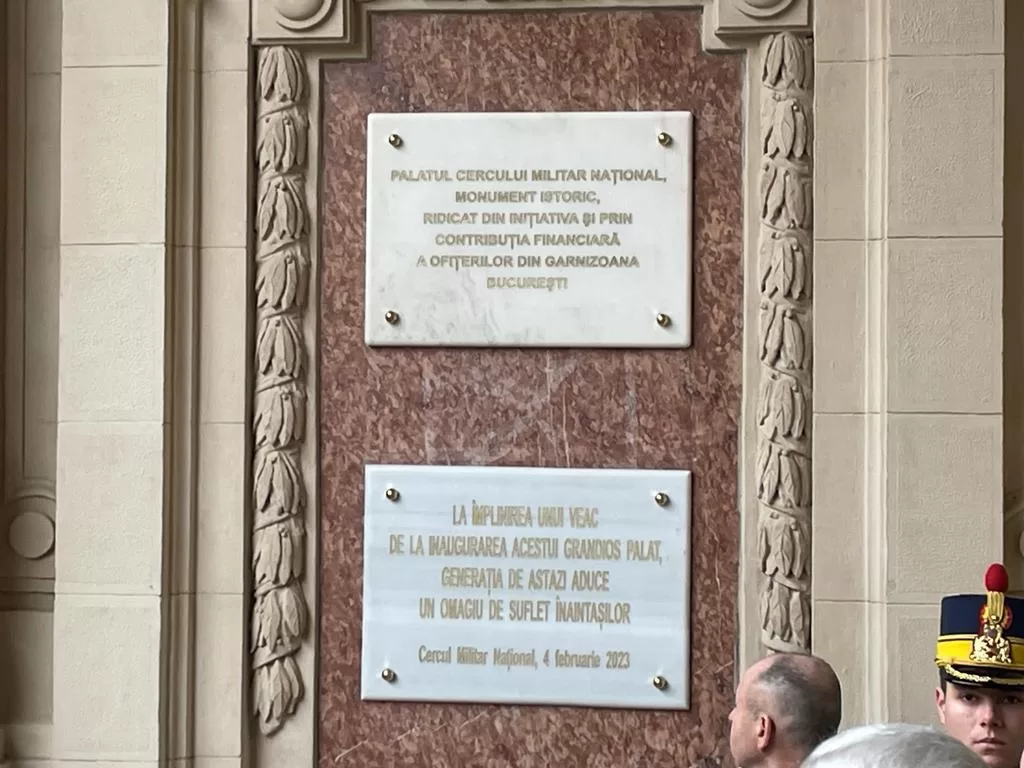 PALATUL CERCULUI MILITAR NAȚIONAL,
MONUMENT ISTORIC,
RIDICAT DIN INIȚIATIVA ȘI PRIN
CONTRIBUȚIA FINANCIARĂ
A OFIȚERILOR DIN GARNIZOANA
BUCUREȘTI
LA ÎMPLINIREA UNUI VEAC
DE LA INAUGURAREA ACESTUI GRANDIOS PALAT,
GENERAȚIA DE ASTAZI ADUCE
UN OMAGIU DE SUFLET ÎNAINTAȘILOR
Cercul Militar Național, 4 februarie 2023